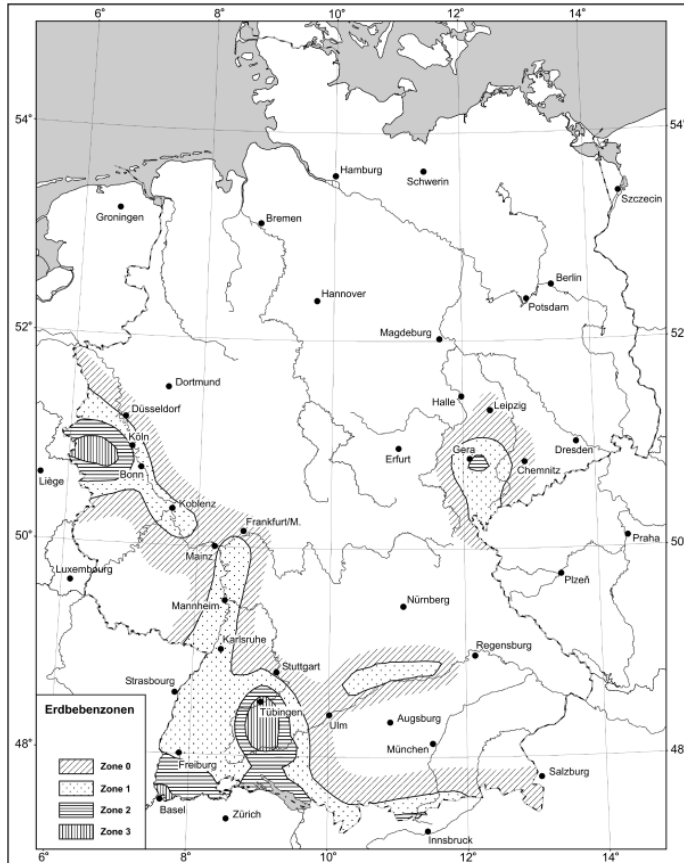 6° 8° 10° 12° 14°
54° 54°
Hamburg
Schwerin
Szczecin
Groningen
Bremen
Berlin
Hannover
Potsdam
52° 52°
Magdeburg
Dortmund
Halle
Leipzig
Düsseldorf
Köln
Gera
Dresden
Erfurt
Chemnitz
Liège
Bonn
Koblenz
50° 50°
Frankfurt/M.
Praha
Mainz
Luxembourg
Plzeň
Mannheim
Nürnberg
Karlsruhe
Regensburg
Stuttgart
Strasbourg
Tübingen
Ulm
Augsburg
München
48° 48°
Freiburg
Salzburg
Basel
Zürich
Innsbruck
Erdbebenzonen
Zone 0
Zone 1
Zone 2
Zone 3
6° 8° 10° 12° 14°